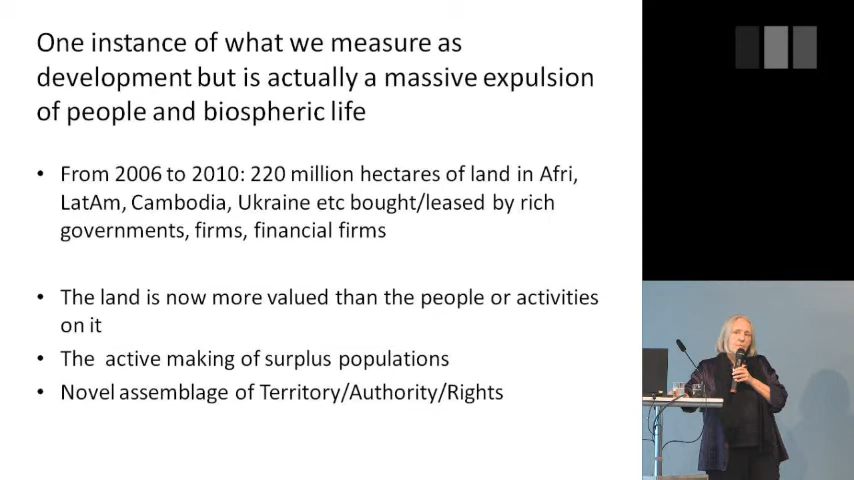 One instance of what we measure as
development but is actually a massive expulsion
of people and biospheric life
• From 2006 to 2010: 220 million hectares of land in Afri,
LatAm, Cambodia, Ukraine etc bought/leased by rich
governments, firms, financial firms
• The land is now more valued than the people or activities
on it
• The active making of surplus populations
• Novel assemblage of Territory/Authority/Rights